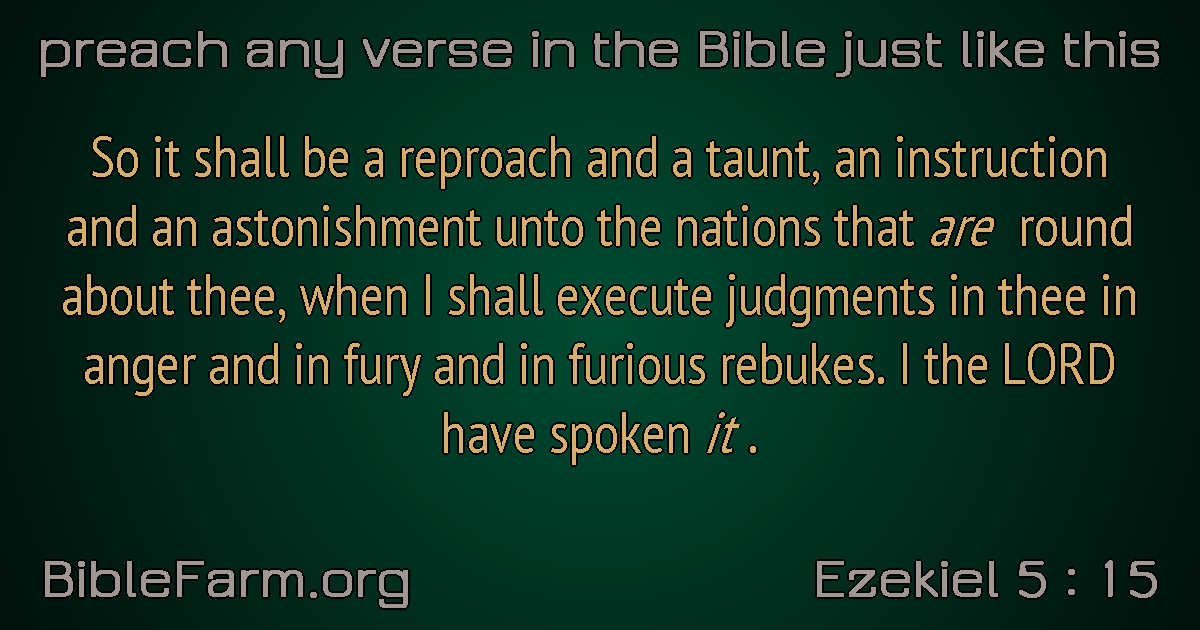 preach any verse in the Bible just like this
So it shall be a reproach and a taunt, an instruction
and an astonishment unto the nations that are round
about thee, when I shall execute judgments in thee in
anger and in fury and in furious rebukes. I the LORD
have spoken it .
BibleFarm.org
Ezekiel 5 : 15